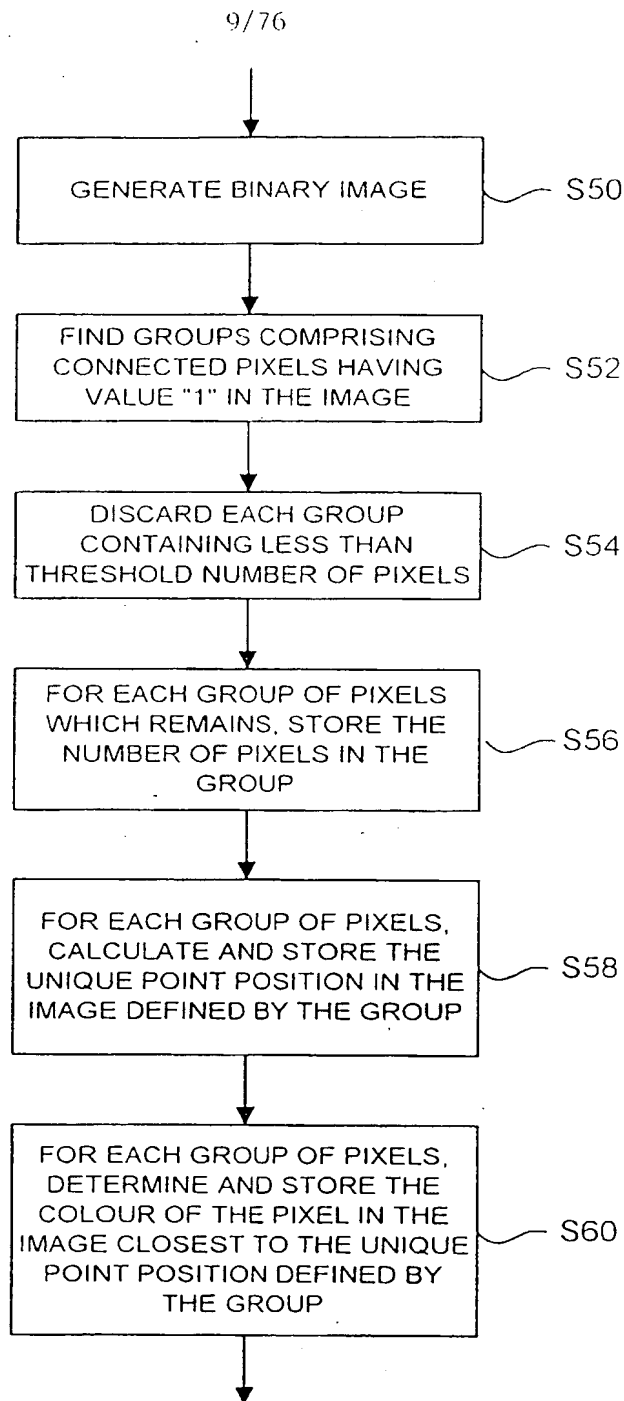 9/76
GENERATE BINARY IMAGE
S50
FIND GROUPS COMPRISING
CONNECTED PIXELS HAVING
VALUE "1" IN THE IMAGE
S52
DISCARD EACH GROUP
CONTAINING LESS THAN
THRESHOLD NUMBER OF PIXELS
S54
FOR EACH GROUP OF PIXELS
WHICH REMAINS, STORE THE
NUMBER OF PIXELS IN THE
GROUP
S56
FOR EACH GROUP OF PIXELS,
CALCULATE AND STORE THE
UNIQUE POINT POSITION IN THE
IMAGE DEFINED BY THE GROUP
S58
FOR EACH GROUP OF PIXELS,
DETERMINE AND STORE THE
COLOUR OF THE PIXEL IN THE
IMAGE CLOSEST TO THE UNIQUE
POINT POSITION DEFINED BY
THE GROUP
S60